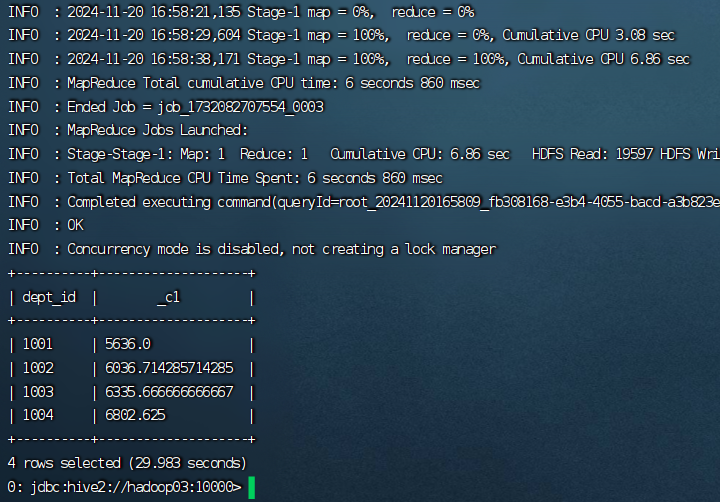 INFO  : 2024-11-20 16:58:21,135 Stage-1 map = 0%,  reduce = 0%
INFO  : 2024-11-20 16:58:29,604 Stage-1 map = 100%,  reduce = 0%, Cumulative CPU 3.08 sec
INFO  : 2024-11-20 16:58:38,171 Stage-1 map = 100%,  reduce = 100%, Cumulative CPU 6.86 sec
INFO  : MapReduce Total cumulative CPU time: 6 seconds 860 msec
INFO  : Ended Job = job_1732082707554_0003
INFO  : MapReduce Jobs Launched:
INFO  : Stage-Stage-1: Map: 1  Reduce: 1   Cumulative CPU: 6.86 sec   HDFS Read: 19597 HDFS Wri
INFO  : Total MapReduce CPU Time Spent: 6 seconds 860 msec
INFO  : Completed executing command(queryId=root_20241120165809_fb308168-e3b4-4055-bacd-a3b823e
INFO  : OK
INFO  : Concurrency mode is disabled, not creating a lock manager
+----------+--------------------+
| dept_id  |        _c1         |
+----------+--------------------+
| 1001     | 5636.0             |
| 1002     | 6036.714285714285  |
| 1003     | 6335.666666666667  |
| 1004     | 6802.625           |
+----------+--------------------+
4 rows selected (29.983 seconds)
0: jdbc:hive2://hadoop03:10000>